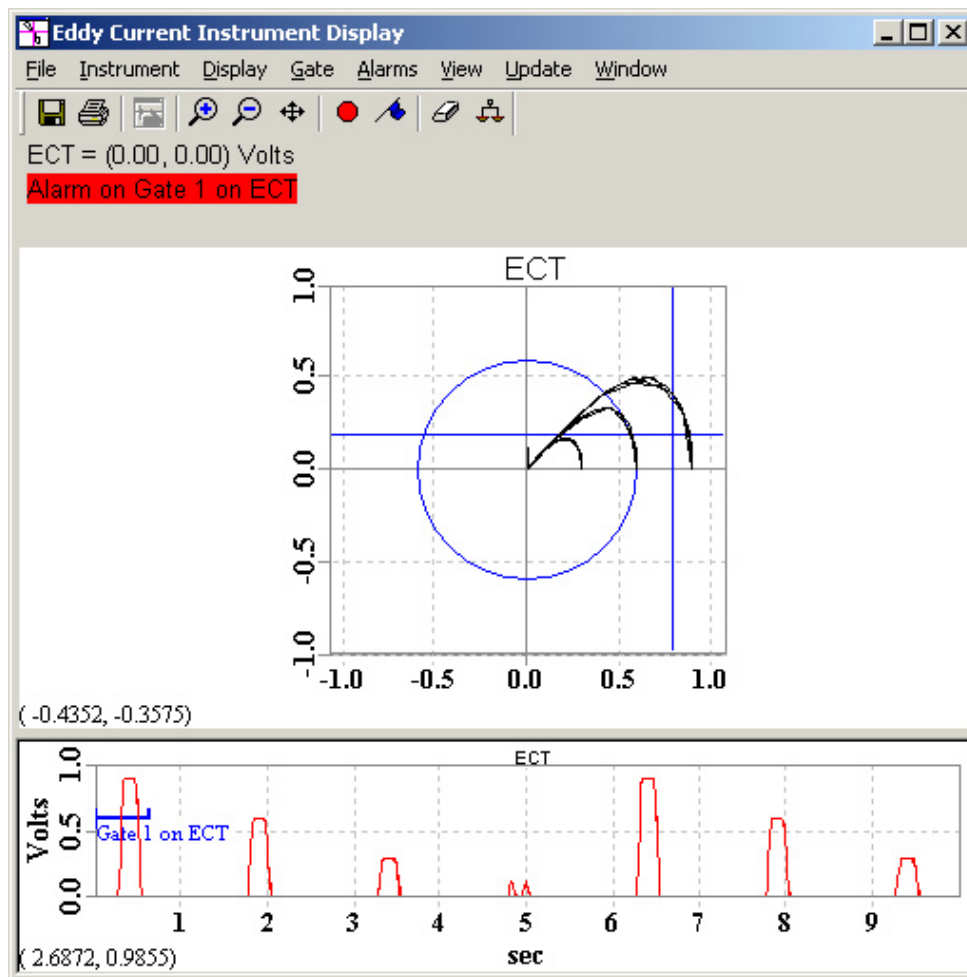 Eddy Current Instrument Display
File Instrument Display Gate Alarms View Update Window
ECT = (0.00, 0.00) Volts
Alarm on Gate 1 on ECT
ECT
1.0
0.5
0.0
-0.5
-1.0
-1.0 -0.5 0.0 0.5 1.0
( -0.4352, -0.3575)
ECT
Volts
1.0
0.5
0.0
Gate 1 on ECT
1 2 3 4 5 6 7 8 9
sec
( 2.6872, 0.9855)